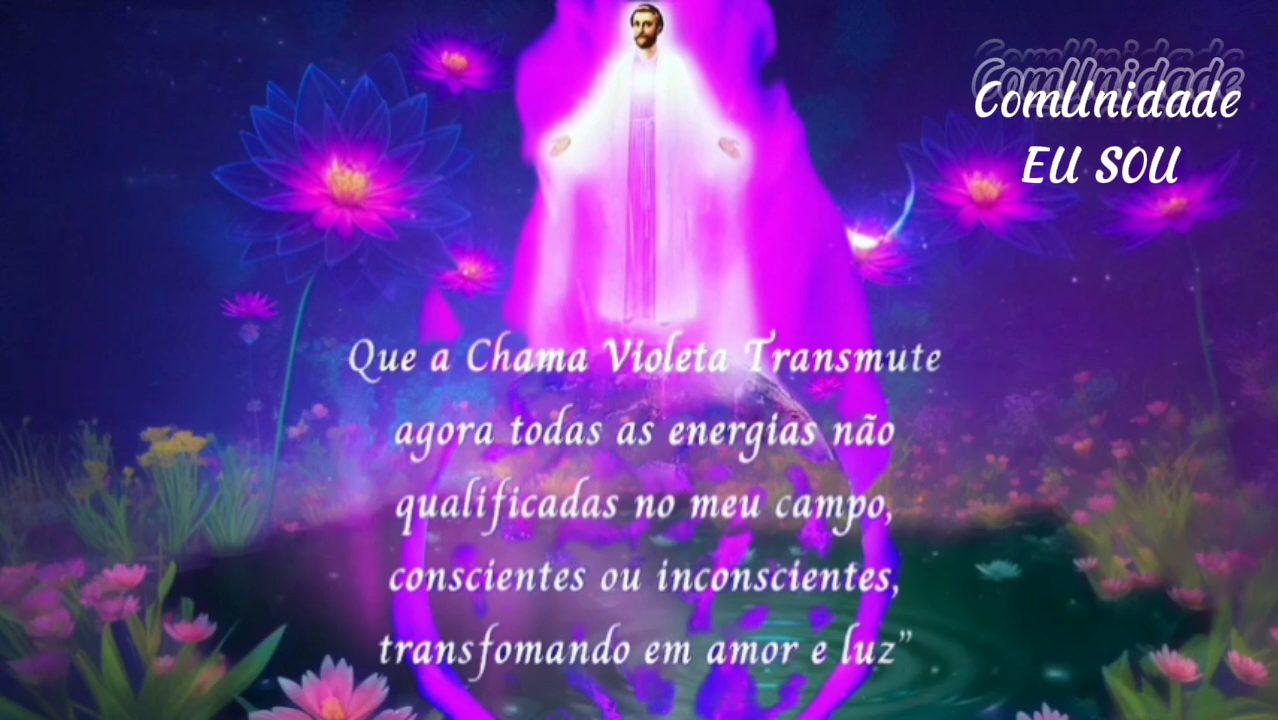 ComUnidade
EU SOU
Que a Chama Violeta Transmute
agora todas as energias não
qualificadas no meu campo,
conscientes ou inconscientes,
transfomando em amor e luz”